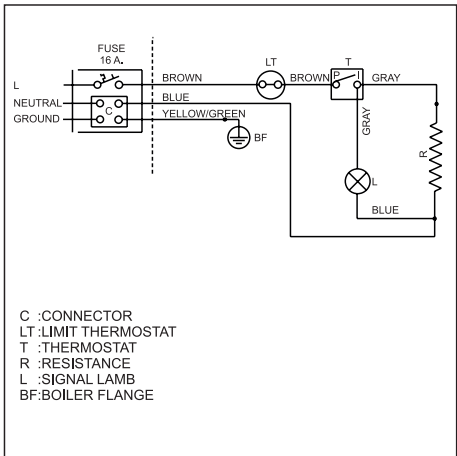 FUSE
16 A.
LT
T
L
BROWN
BROWN
P
I
GRAY
NEUTRAL
C
BLUE
GROUND
YELLOW/GREEN
BF
GRAY
R
L
BLUE
C :CONNECTOR
LT :LIMIT THERMOSTAT
T :THERMOSTAT
R :RESISTANCE
L :SIGNAL LAMB
BF:BOILER FLANGE